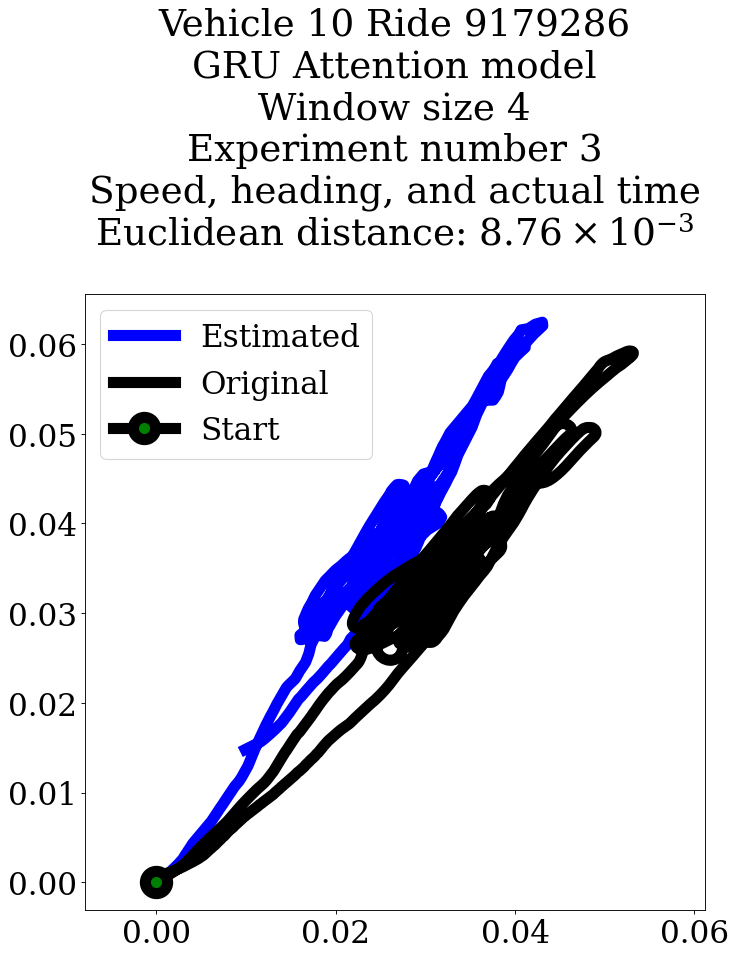 Vehicle 10 Ride 9179286
GRU Attention model
Window size 4
Experiment number 3
Speed, heading, and actual time
Euclidean distance: 8.76 × 10⁻³
Estimated
Original
Start
0.06
0.05
0.04
0.03
0.02
0.01
0.00
0.00 0.02 0.04 0.06